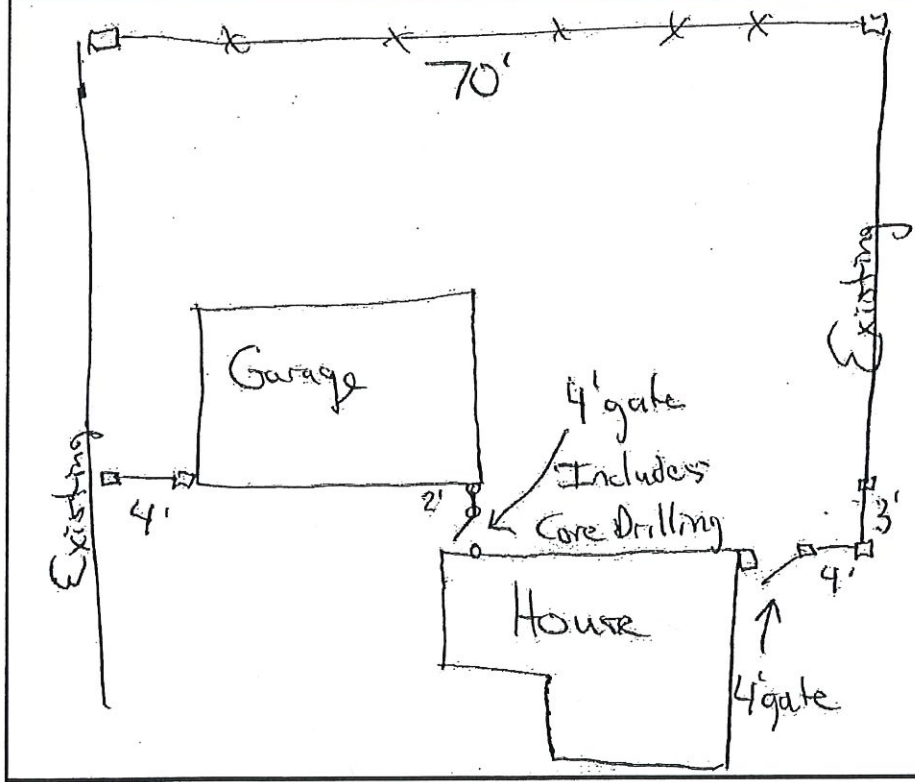 70'
Existing
Existing
Garage
4' gate
Includes
Core Drilling
4'
2'
3'
4'
House
4' gate